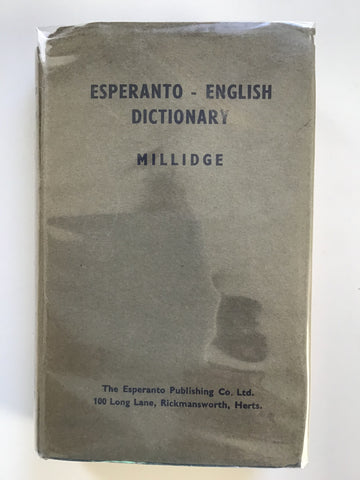 ESPERANTO - ENGLISH
DICTIONARY
MILLIDGE
The Esperanto Publishing Co. Ltd.
100 Long Lane, Rickmansworth, Herts.